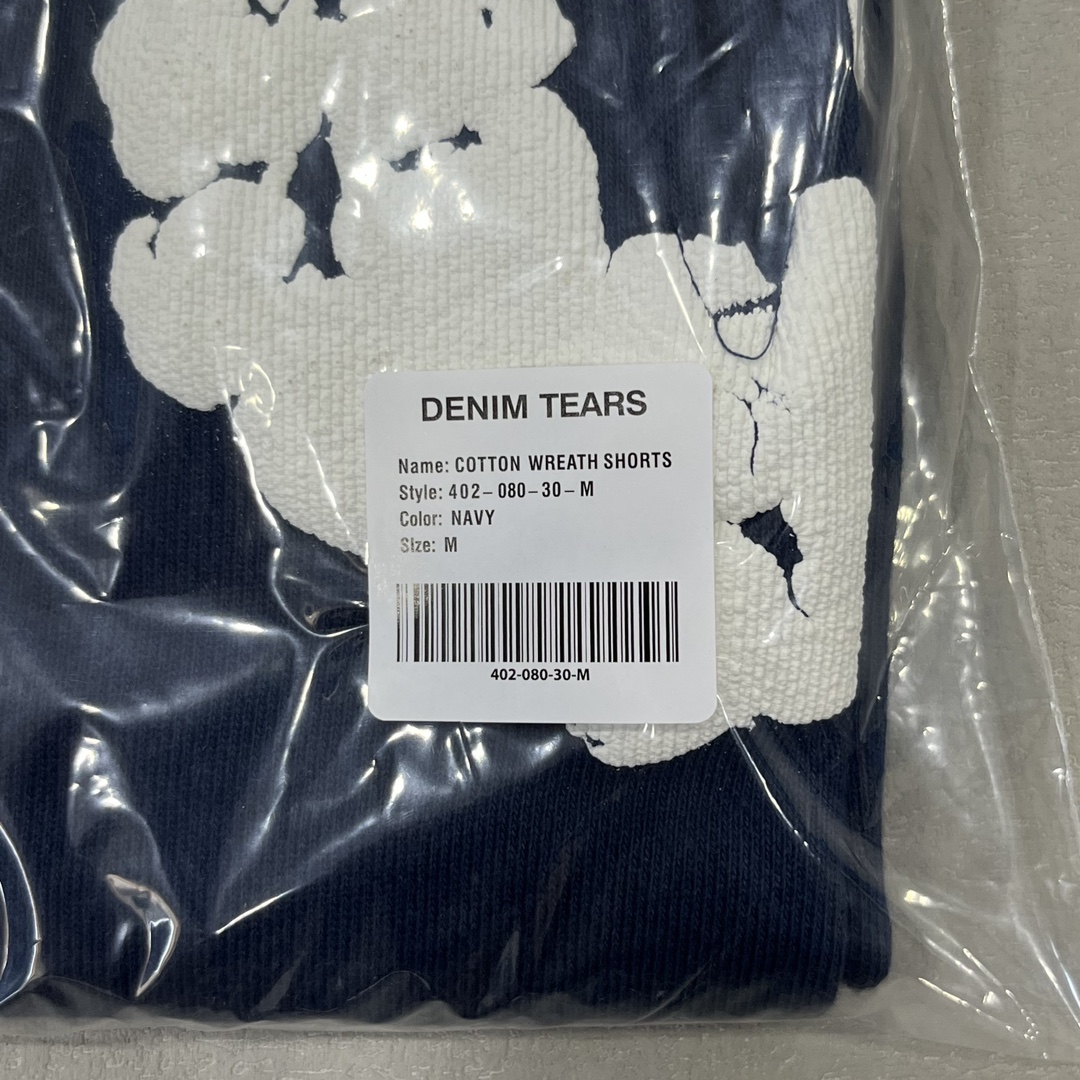 DENIM TEARS
Name: COTTON WREATH SHORTS
Style: 402-080-30-M
Color: NAVY
Size: M
402-080-30-M